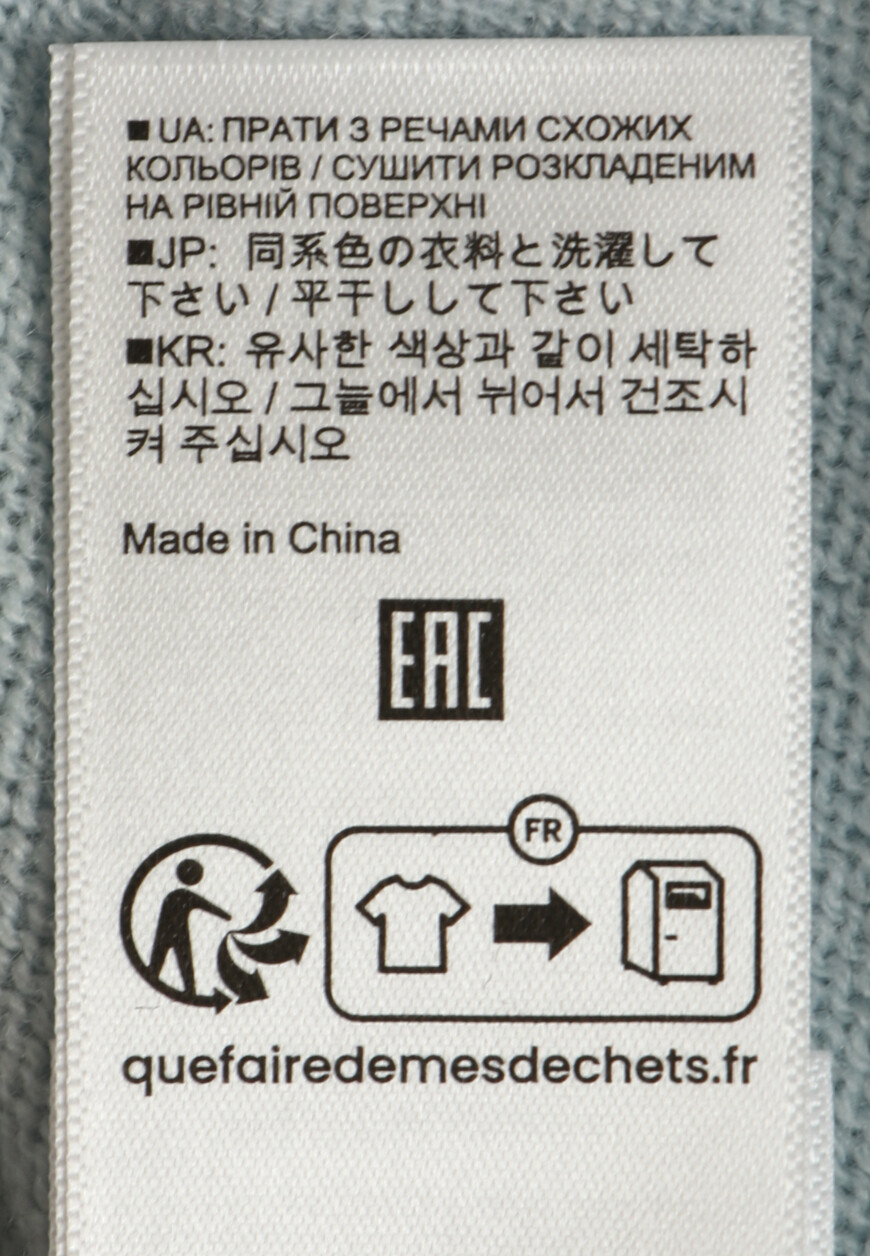 ■ UA: ПРАТИ З РЕЧАМИ СХОЖИХ
КОЛЬОРІВ / СУШИТИ РОЗКЛАДЕНИМ
НА РІВНІЙ ПОВЕРХНІ
■JP: 同系色の衣料と洗濯して
下さい / 平干ししして下さい
■KR: 유사한 색상과 같이 세탁하
십시오 / 그늘에서 뉘어서 건조시
켜 주십시오
Made in China
EAC
FR
quefairedemesdechets.fr